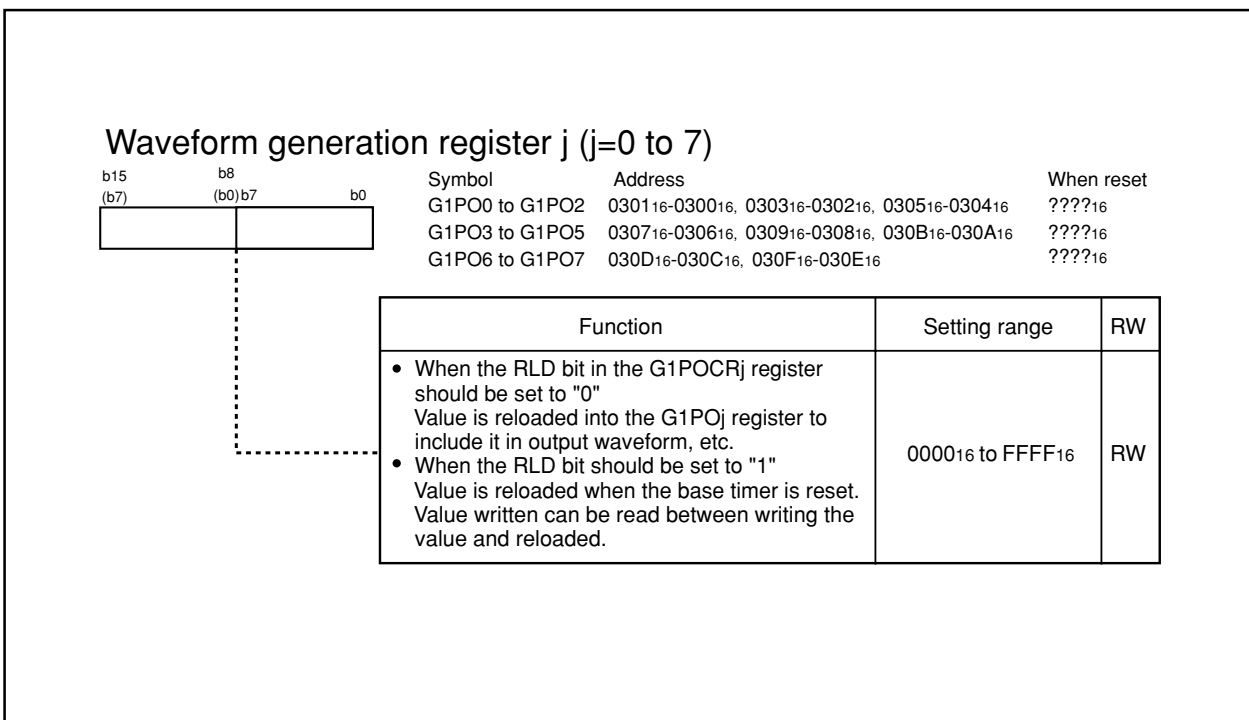 Waveform generation register j (j=0 to 7)
b15 b8
(b7) (b0) b7 b0
Symbol Address When reset
G1PO0 to G1PO2 030116-030016, 030316-030216, 030516-030416 ????16
G1PO3 to G1PO5 030716-030616, 030916-030816, 030B16-030A16 ????16
G1PO6 to G1PO7 030D16-030C16, 030F16-030E16 ????16
Function Setting range RW
• When the RLD bit in the G1POCRj register
should be set to "0"
Value is reloaded into the G1POj register to
include it in output waveform, etc.
• When the RLD bit should be set to "1"
Value is reloaded when the base timer is reset.
Value written can be read between writing the
value and reloaded.
000016 to FFFF16 RW